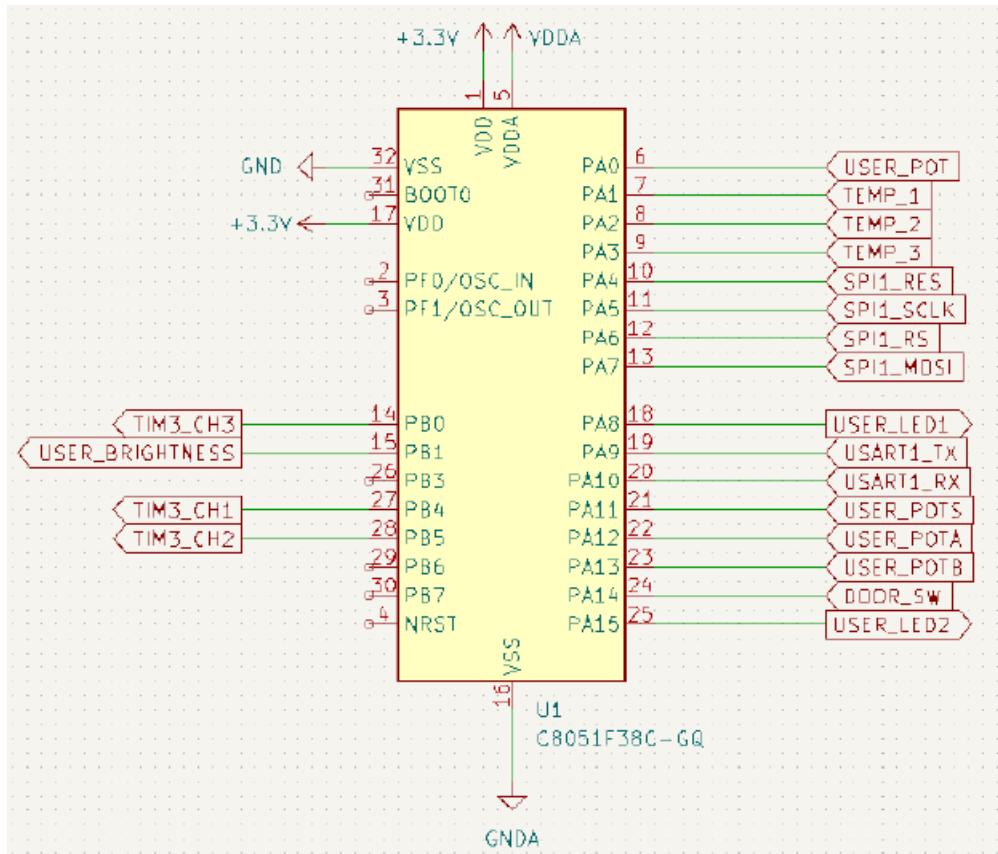 +3.3V VDDA
1 5
VDD VDDA
GND 32 VSS PA0 6 USER_POT
31 BOOT0 PA1 7 TEMP_1
+3.3V 17 VDD PA2 8 TEMP_2
PA3 9 TEMP_3
2 PF0/OSC_IN PA4 10 SPI1_RES
3 PF1/OSC_OUT PA5 11 SPI1_SCLK
PA6 12 SPI1_RS
PA7 13 SPI1_MOSI
TIM3_CH3 14 PB0 PA8 18 USER_LED1
USER_BRIGHTNESS 15 PB1 PA9 19 USART1_TX
26 PB3 PA10 20 USART1_RX
TIM3_CH1 27 PB4 PA11 21 USER_POTS
TIM3_CH2 28 PB5 PA12 22 USER_POTA
29 PB6 PA13 23 USER_POTB
30 PB7 PA14 24 DOOR_SW
4 NRST PA15 25 USER_LED2
VSS
16
U1
C8051F38C-GQ
GNDA